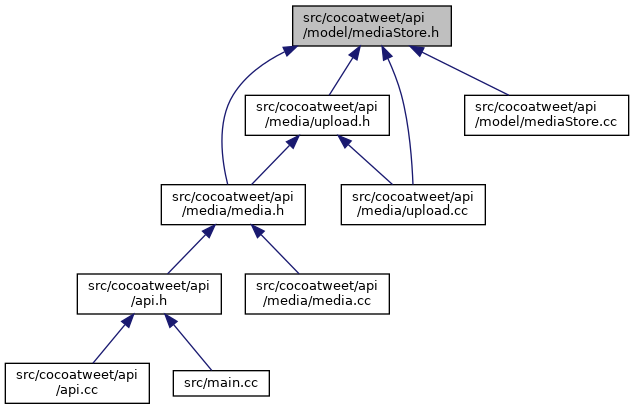 src/cocoatweet/api
/model/mediaStore.h
src/cocoatweet/api
/media/upload.h
src/cocoatweet/api
/model/mediaStore.cc
src/cocoatweet/api
/media/media.h
src/cocoatweet/api
/media/upload.cc
src/cocoatweet/api
/api.h
src/cocoatweet/api
/media/media.cc
src/cocoatweet/api
/api.cc
src/main.cc